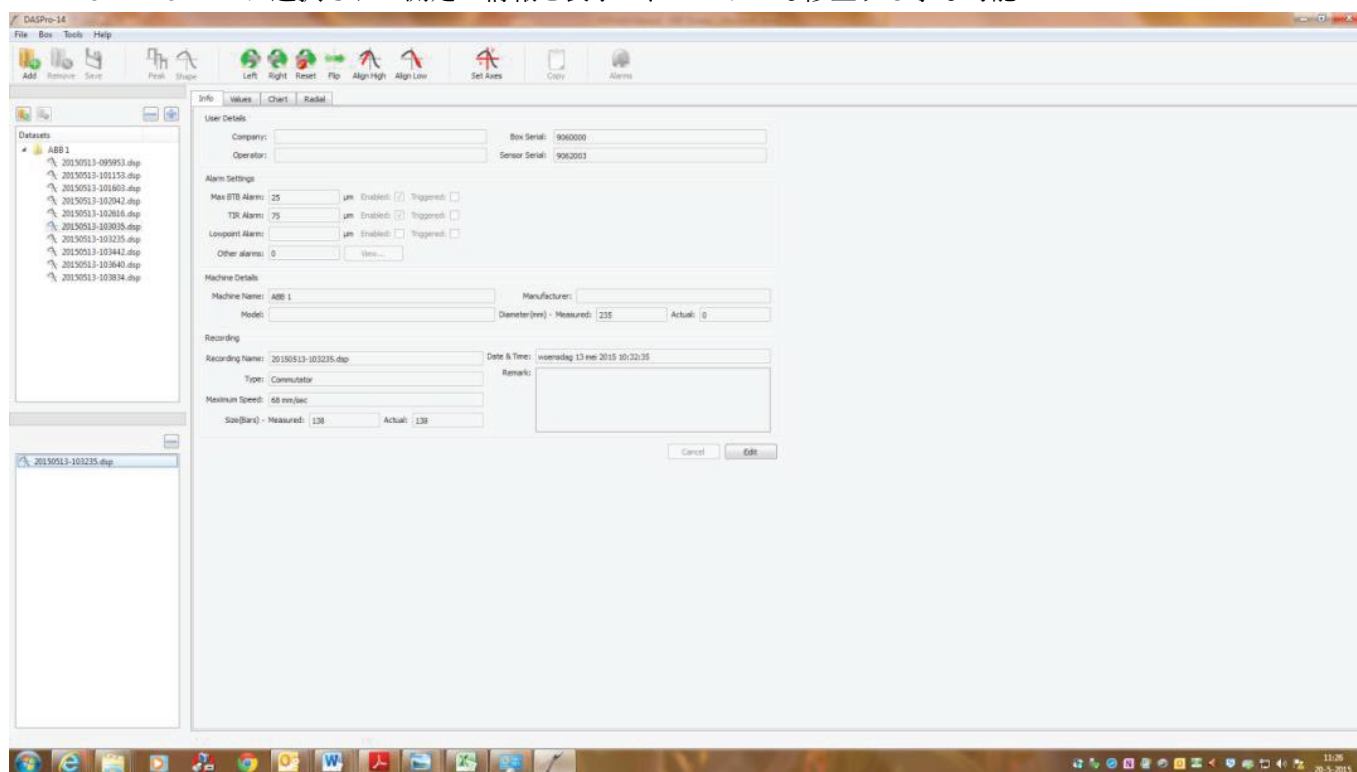 DASPro-14
File Box Tools Help
Add Remove Save Peak Shape Left Right Reset Flip Align High Align Low Set Axes Copy Alarms
Info Values Chart Radial
Datasets
ABB 1
20150513-095953.dsp
20150513-101153.dsp
20150513-101603.dsp
20150513-102042.dsp
20150513-102616.dsp
20150513-103035.dsp
20150513-103235.dsp
20150513-103442.dsp
20150513-103640.dsp
20150513-103834.dsp
20150513-103235.dsp
User Details
Company: Box Serial: 9060000
Operator: Sensor Serial: 9062003
Alarm Settings
Max BTB Alarm: 25 µm Enabled: Triggered:
TIR Alarm: 75 µm Enabled: Triggered:
Lowpoint Alarm: µm Enabled: Triggered:
Other alarms: 0 View...
Machine Details
Machine Name: ABB 1 Manufacturer:
Model: Diameter(mm) - Measured: 235 Actual: 0
Recording
Recording Name: 20150513-103235.dsp Date & Time: woensdag 13 mei 2015 10:32:35
Type: Commutator Remark:
Maximum Speed: 68 mm/sec
Size(Bars) - Measured: 138 Actual: 138
Cancel Edit
11:26
20-5-2015